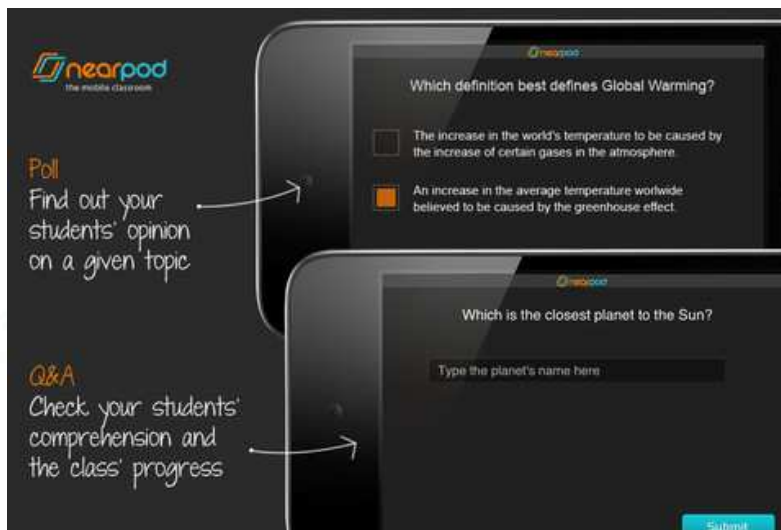 nearpod
the mobile classroom
Poll
Find out your
students' opinion
on a given topic
nearpod
Which definition best defines Global Warming?
The increase in the world's temperature to be caused by
the increase of certain gases in the atmosphere.
An increase in the average temperature worlwide
believed to be caused by the greenhouse effect.
Q&A
Check your students'
comprehension and
the class' progress
nearpod
Which is the closest planet to the Sun?
Type the planet's name here
Submit